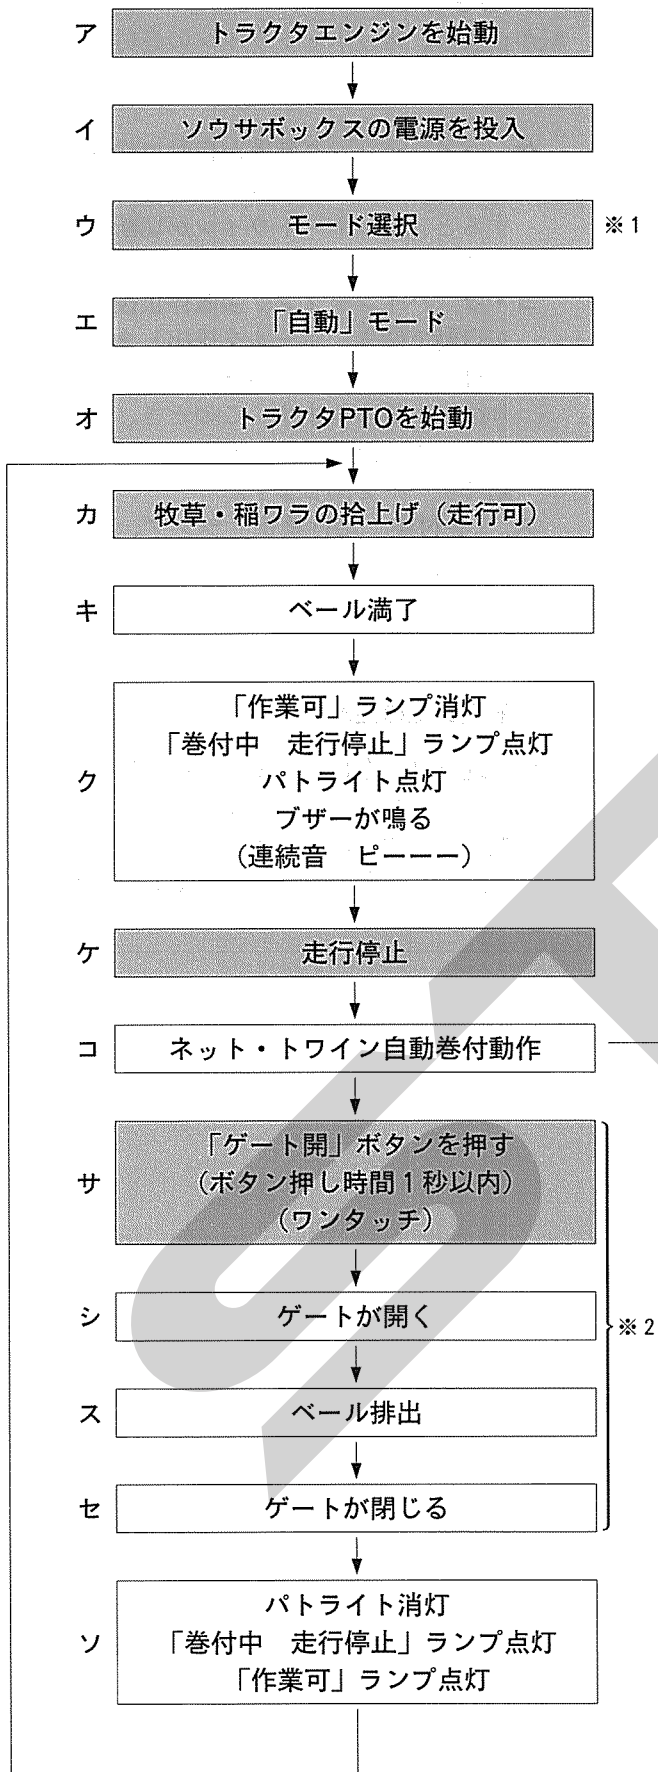 ア トラクタエンジンを始動
イ ソウサボックスの電源を投入
ウ モード選択 ※1
エ 「自動」モード
オ トラクタPTOを始動
カ 牧草・稲ワラの拾上げ（走行可）
キ ベール満了
「作業可」ランプ消灯
「巻付中　走行停止」ランプ点灯
ク パトライト点灯
ブザーが鳴る
（連続音　ピーーー）
ケ 走行停止
コ ネット・トワイン自動巻付動作
「ゲート開」ボタンを押す
サ （ボタン押し時間1秒以内）
（ワンタッチ）
シ ゲートが開く
※2
ス ベール排出
セ ゲートが閉じる
パトライト消灯
ソ 「巻付中　走行停止」ランプ点灯
「作業可」ランプ点灯